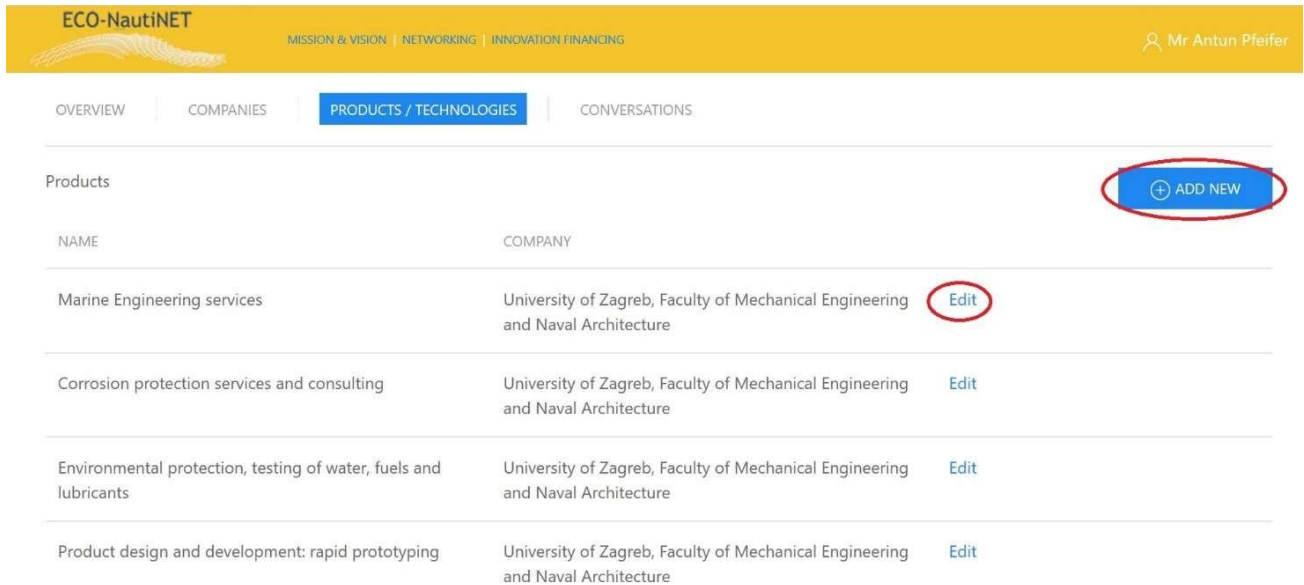 ECO-NautiNET
MISSION & VISION | NETWORKING | INNOVATION FINANCING
Mr Antun Pfeifer
OVERVIEW
COMPANIES
PRODUCTS / TECHNOLOGIES
CONVERSATIONS
Products
ADD NEW
NAME
COMPANY
Marine Engineering services
University of Zagreb, Faculty of Mechanical Engineering
and Naval Architecture
Edit
Corrosion protection services and consulting
University of Zagreb, Faculty of Mechanical Engineering
and Naval Architecture
Edit
Environmental protection, testing of water, fuels and
lubricants
University of Zagreb, Faculty of Mechanical Engineering
and Naval Architecture
Edit
Product design and development: rapid prototyping
University of Zagreb, Faculty of Mechanical Engineering
and Naval Architecture
Edit